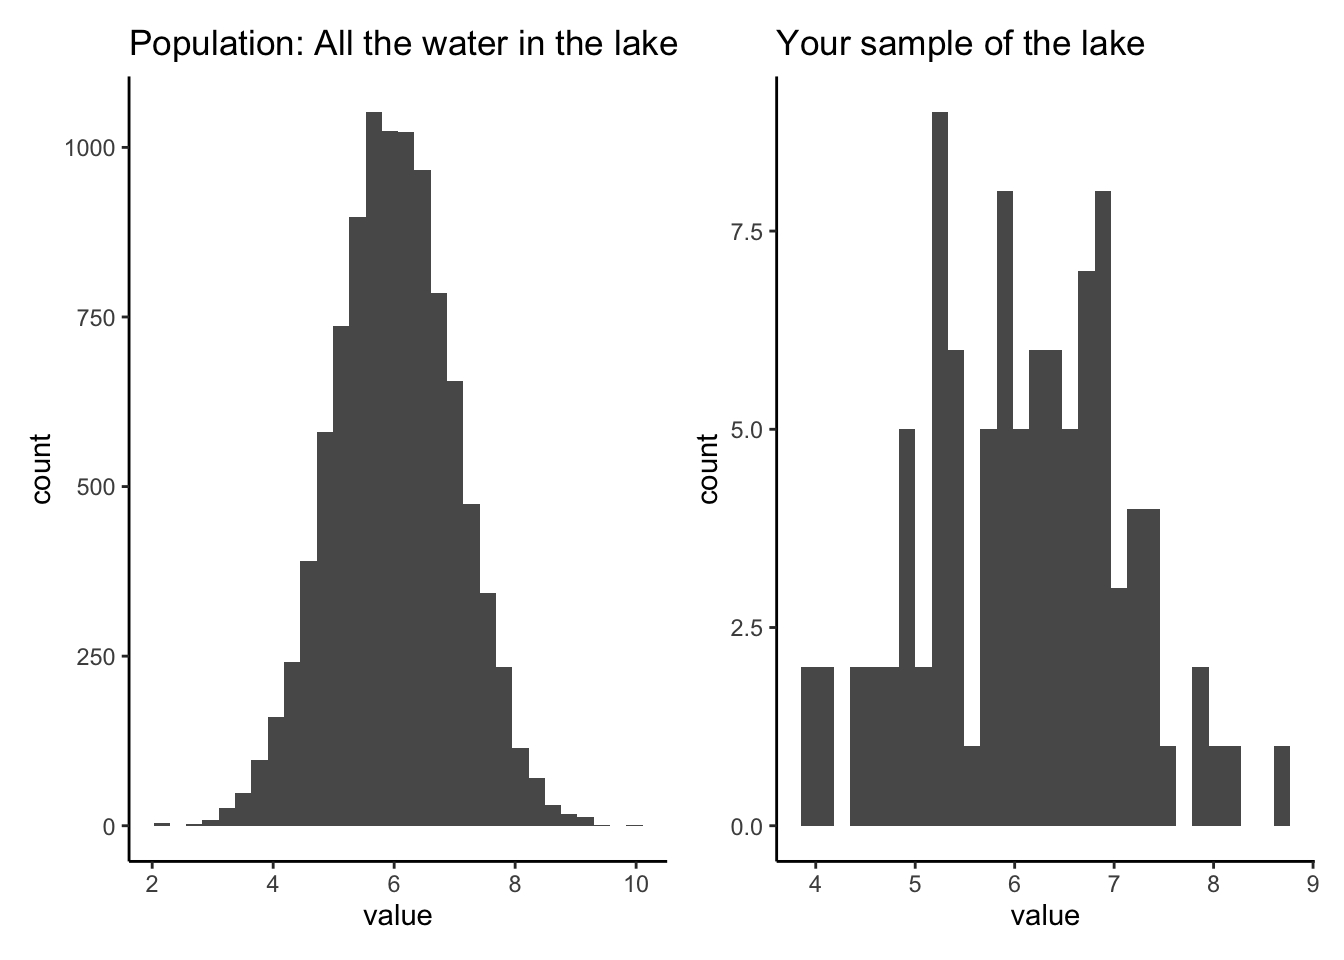 Population: All the water in the lake
count
1000
750
500
250
0
2 4 6 8 10
value
Your sample of the lake
count
7.5
5.0
2.5
0.0
4 5 6 7 8 9
value